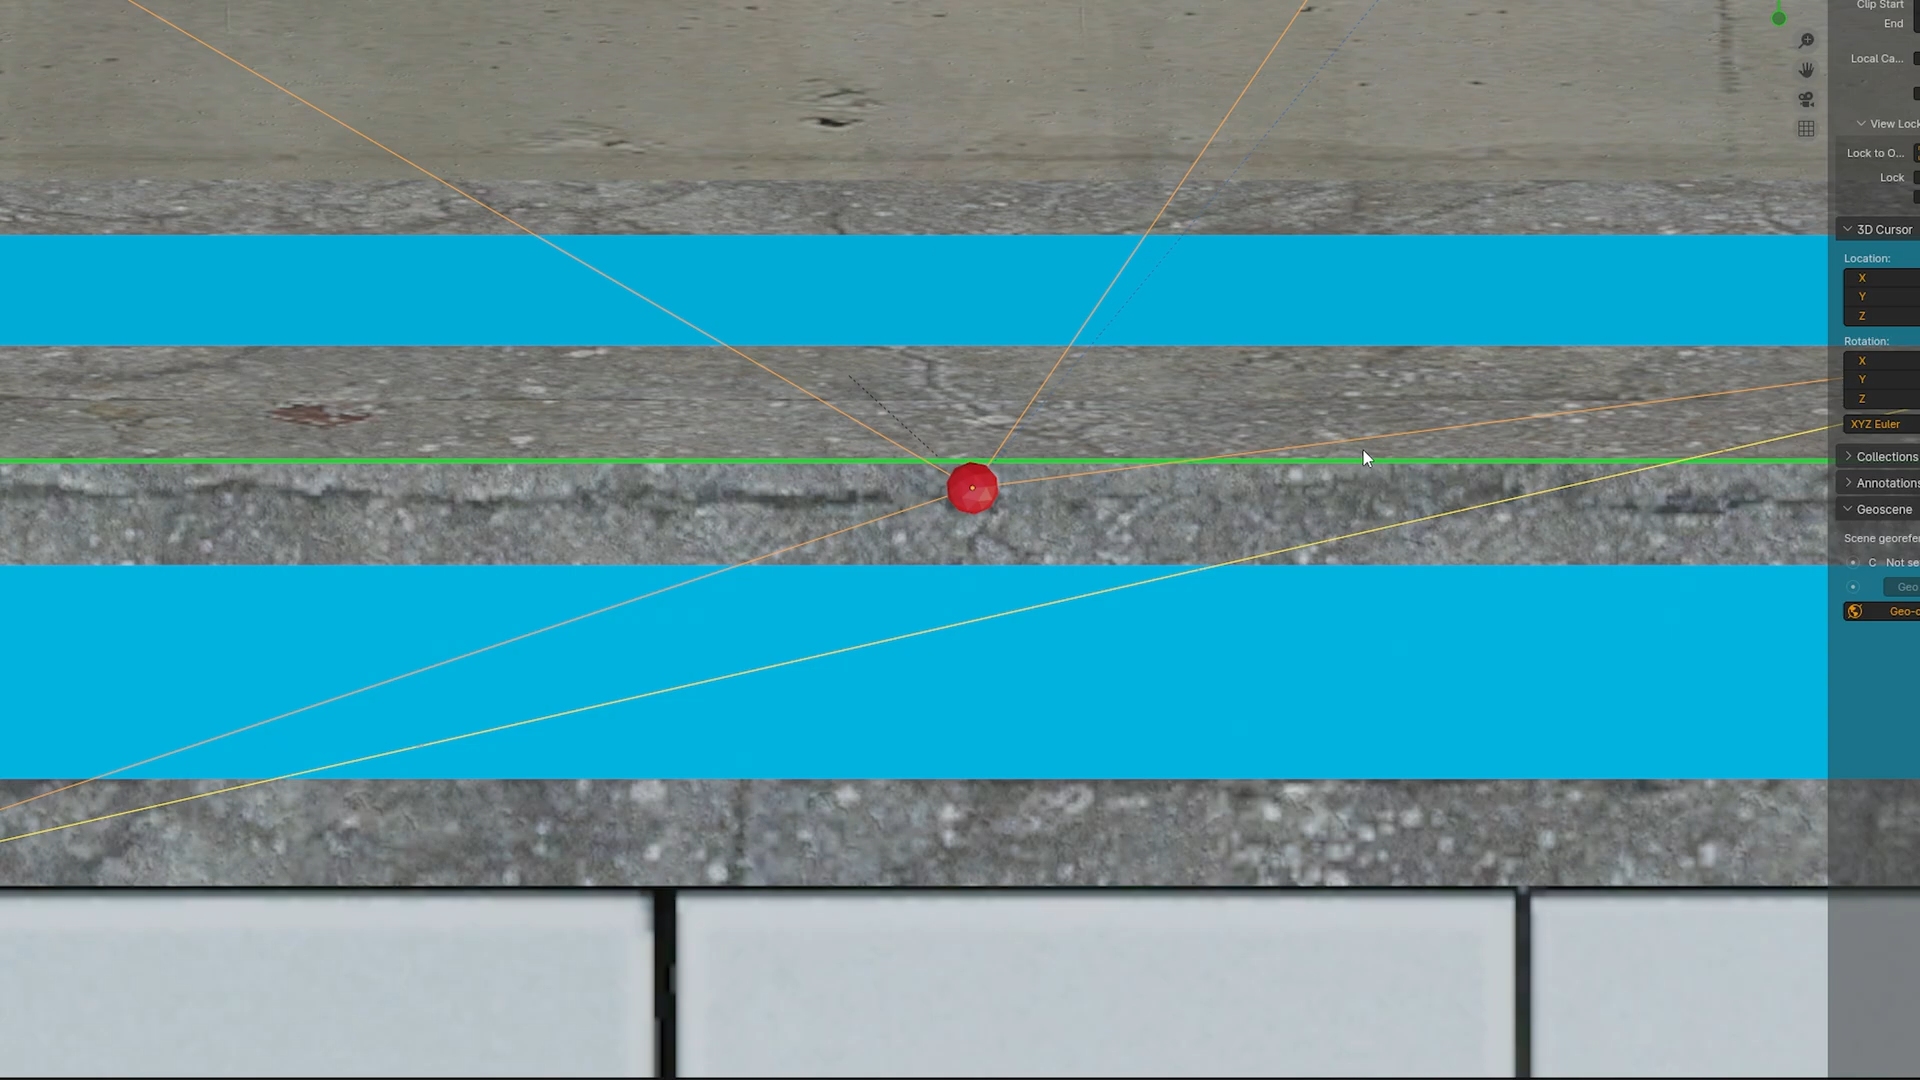 Clip Start
End
Local Ca...
View Lock
Lock to O...
Lock
3D Cursor
Location:
X
Y
Z
Rotation:
X
Y
Z
XYZ Euler
Collections
Annotations
Geoscene
Scene georefer
C Not se
Geo
Geo-c